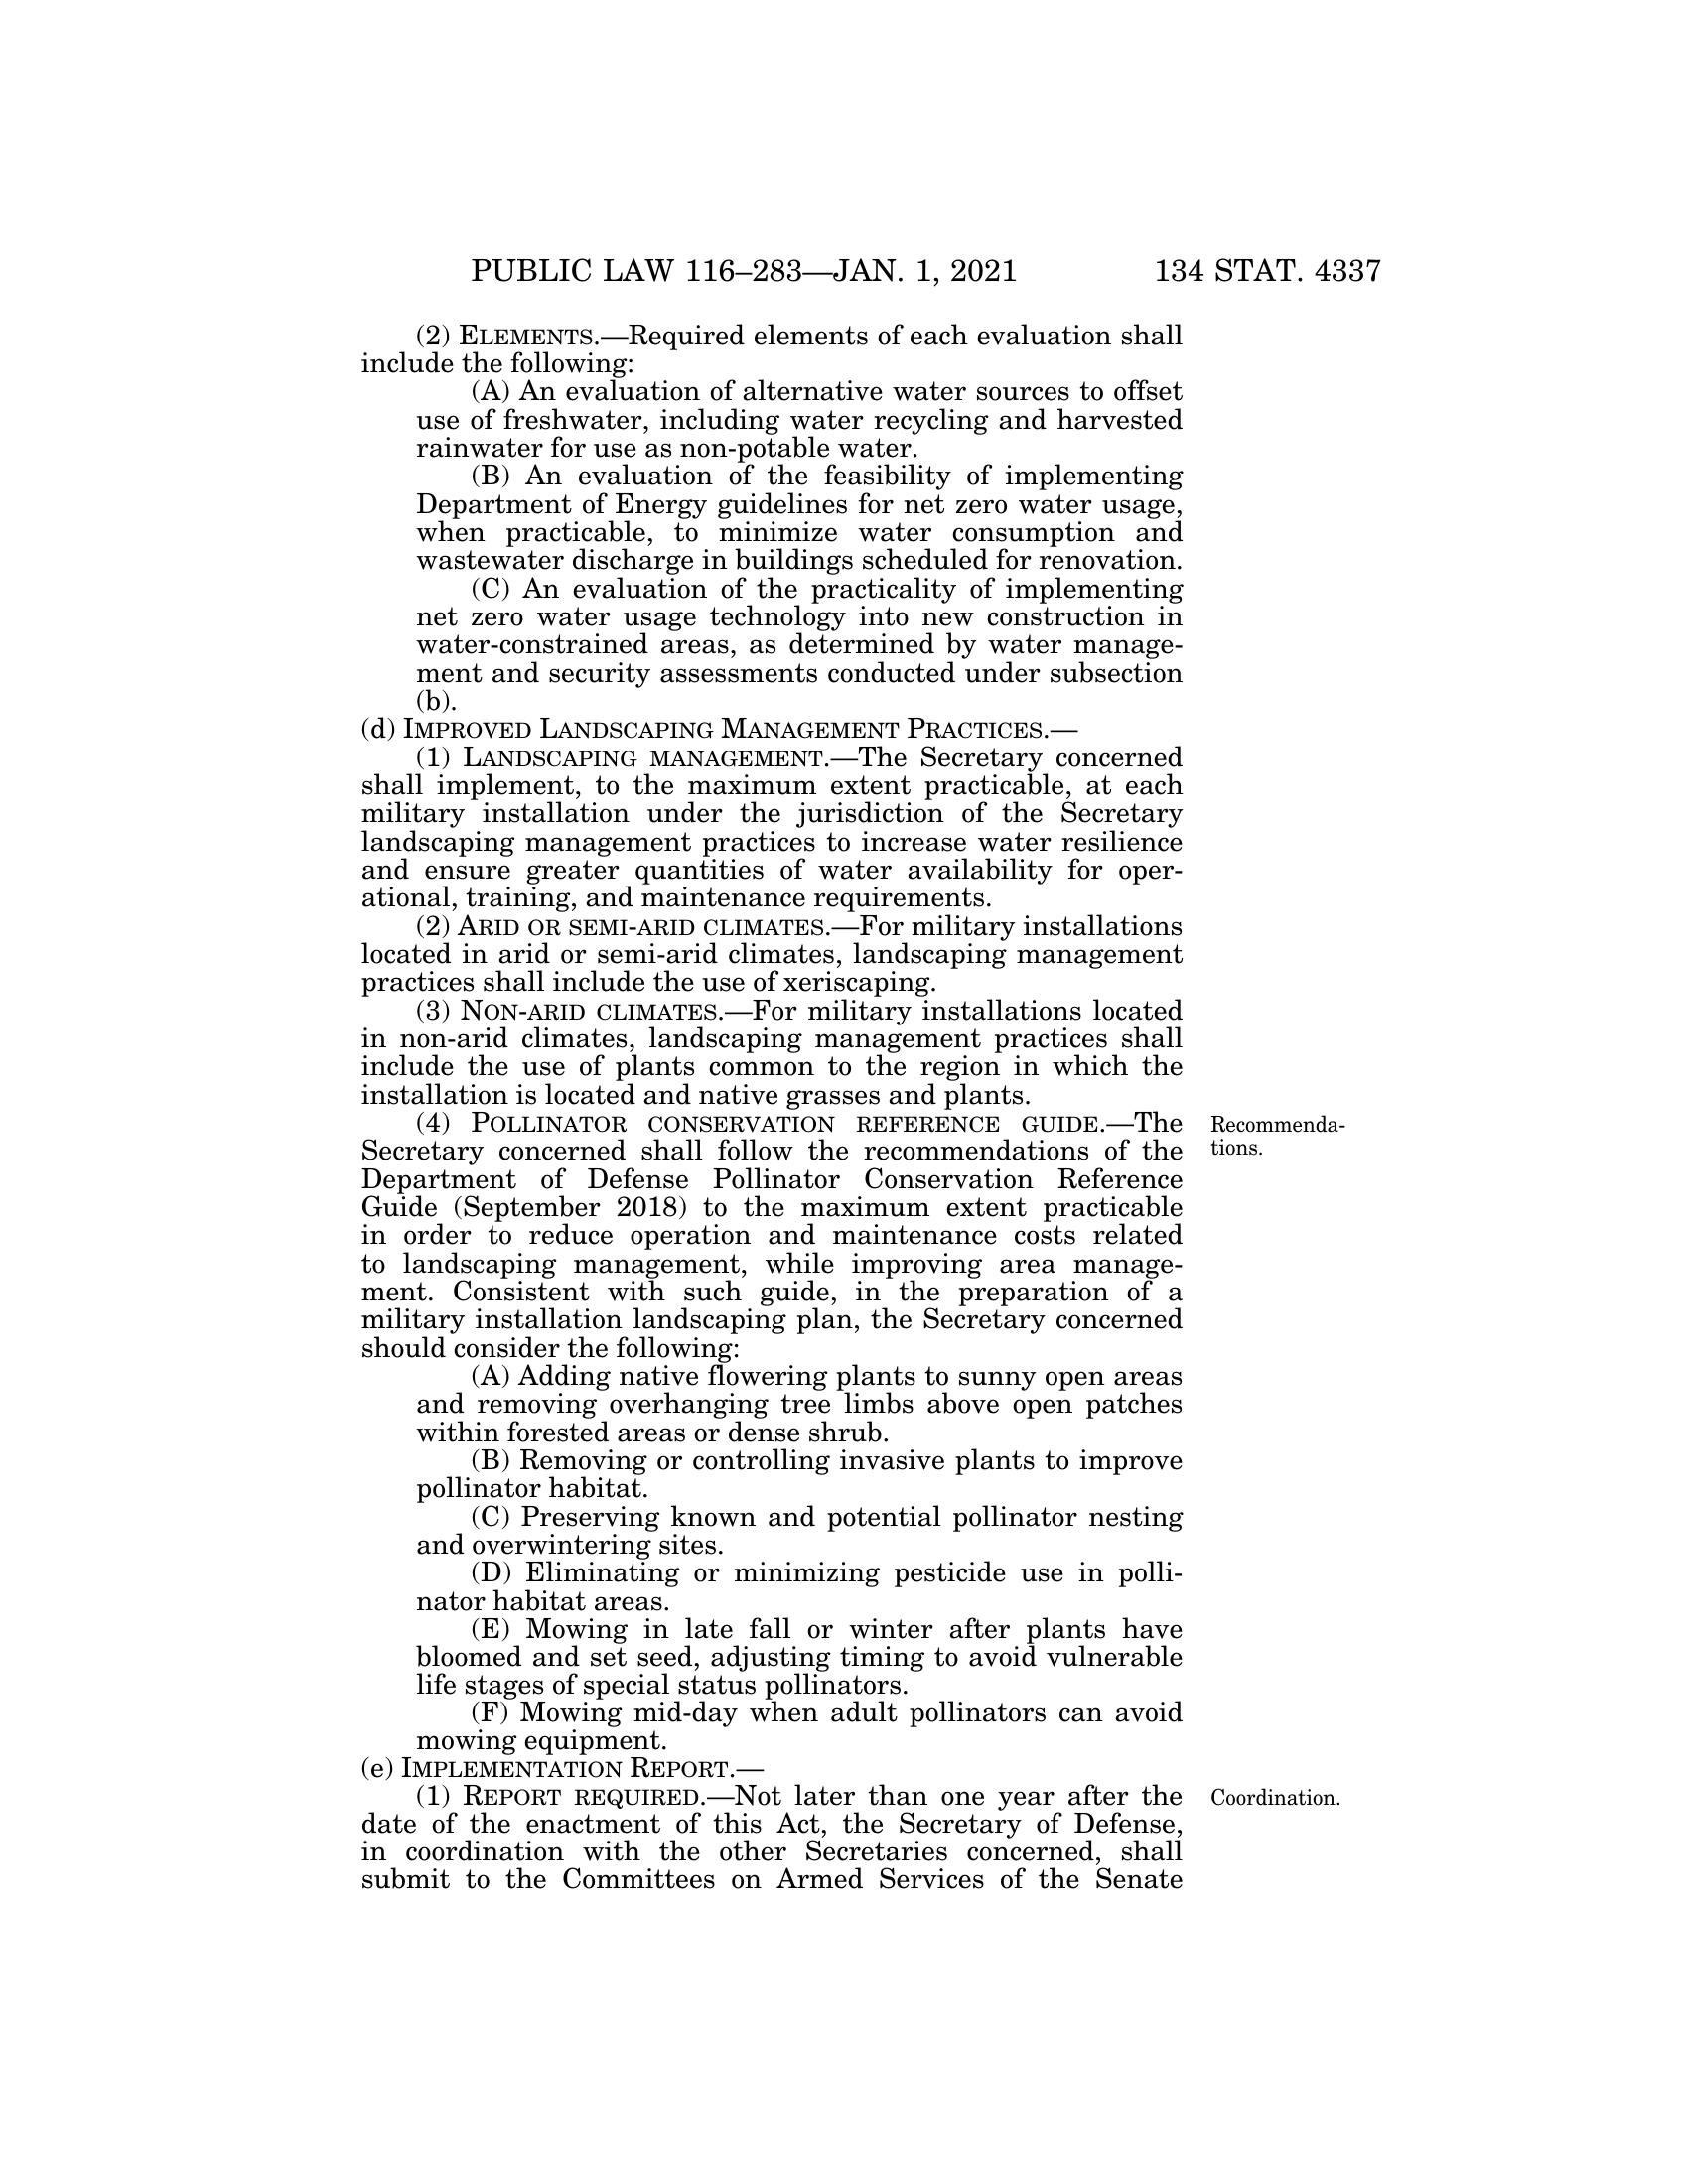 PUBLIC LAW 116–283—JAN. 1, 2021 134 STAT. 4337
(2) ELEMENTS.—Required elements of each evaluation shall
include the following:
(A) An evaluation of alternative water sources to offset
use of freshwater, including water recycling and harvested
rainwater for use as non-potable water.
(B) An evaluation of the feasibility of implementing
Department of Energy guidelines for net zero water usage,
when practicable, to minimize water consumption and
wastewater discharge in buildings scheduled for renovation.
(C) An evaluation of the practicality of implementing
net zero water usage technology into new construction in
water-constrained areas, as determined by water manage-
ment and security assessments conducted under subsection
(b).
(d) IMPROVED LANDSCAPING MANAGEMENT PRACTICES.—
(1) LANDSCAPING MANAGEMENT.—The Secretary concerned
shall implement, to the maximum extent practicable, at each
military installation under the jurisdiction of the Secretary
landscaping management practices to increase water resilience
and ensure greater quantities of water availability for oper-
ational, training, and maintenance requirements.
(2) ARID OR SEMI-ARID CLIMATES.—For military installations
located in arid or semi-arid climates, landscaping management
practices shall include the use of xeriscaping.
(3) NON-ARID CLIMATES.—For military installations located
in non-arid climates, landscaping management practices shall
include the use of plants common to the region in which the
installation is located and native grasses and plants.
(4) POLLINATOR CONSERVATION REFERENCE GUIDE.—The
Secretary concerned shall follow the recommendations of the
Department of Defense Pollinator Conservation Reference
Guide (September 2018) to the maximum extent practicable
in order to reduce operation and maintenance costs related
to landscaping management, while improving area manage-
ment. Consistent with such guide, in the preparation of a
military installation landscaping plan, the Secretary concerned
should consider the following:
(A) Adding native flowering plants to sunny open areas
and removing overhanging tree limbs above open patches
within forested areas or dense shrub.
(B) Removing or controlling invasive plants to improve
pollinator habitat.
(C) Preserving known and potential pollinator nesting
and overwintering sites.
(D) Eliminating or minimizing pesticide use in polli-
nator habitat areas.
(E) Mowing in late fall or winter after plants have
bloomed and set seed, adjusting timing to avoid vulnerable
life stages of special status pollinators.
(F) Mowing mid-day when adult pollinators can avoid
mowing equipment.
(e) IMPLEMENTATION REPORT.—
(1) REPORT REQUIRED.—Not later than one year after the
date of the enactment of this Act, the Secretary of Defense,
in coordination with the other Secretaries concerned, shall
submit to the Committees on Armed Services of the Senate
Recommenda-
tions.
Coordination.